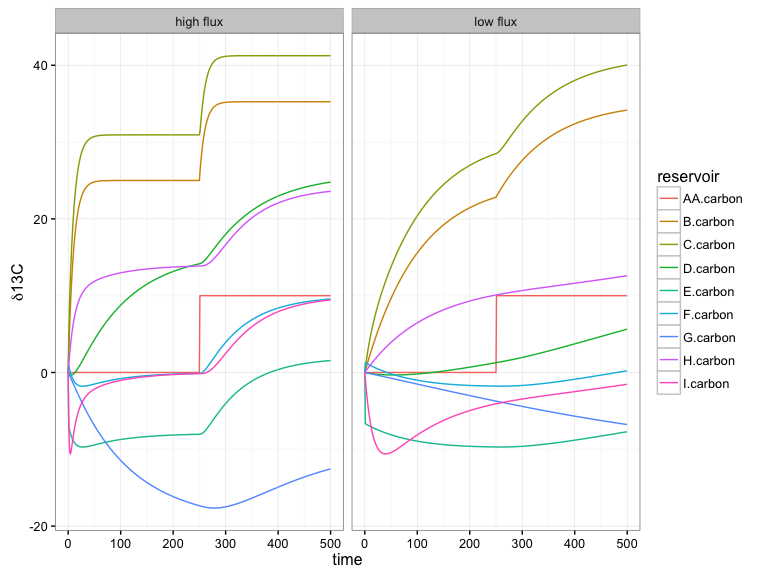 high flux
low flux
δ13C
40
20
0
-20
0 100 200 300 400 500
0 100 200 300 400 500
time
reservoir
AA.carbon
B.carbon
C.carbon
D.carbon
E.carbon
F.carbon
G.carbon
H.carbon
I.carbon